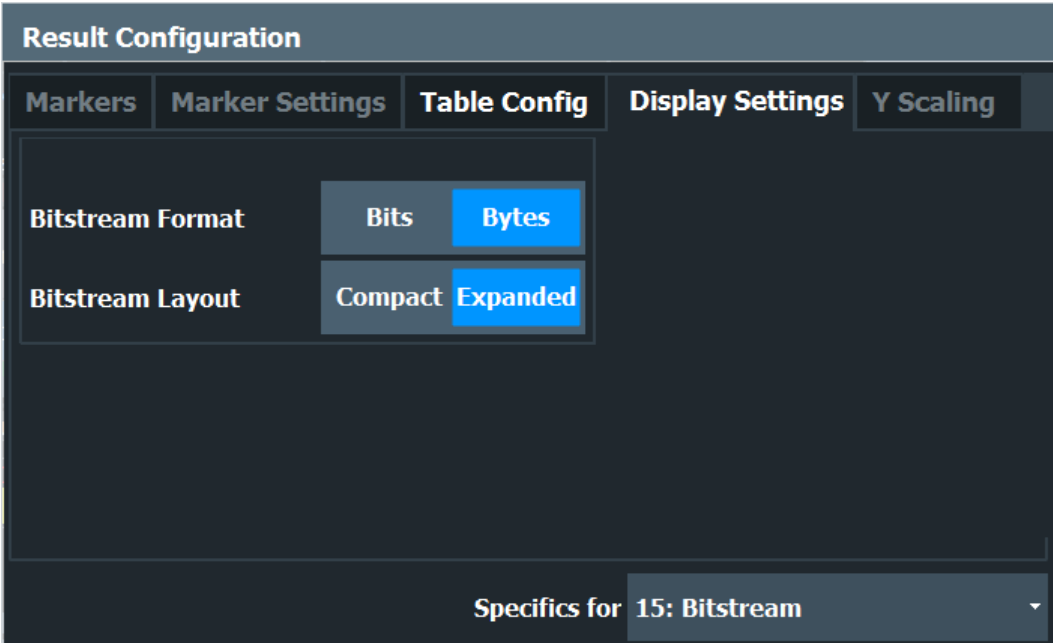 Result Configuration
Markers Marker Settings Table Config Display Settings Y Scaling
Bitstream Format Bits Bytes
Bitstream Layout Compact Expanded
Specifics for 15: Bitstream